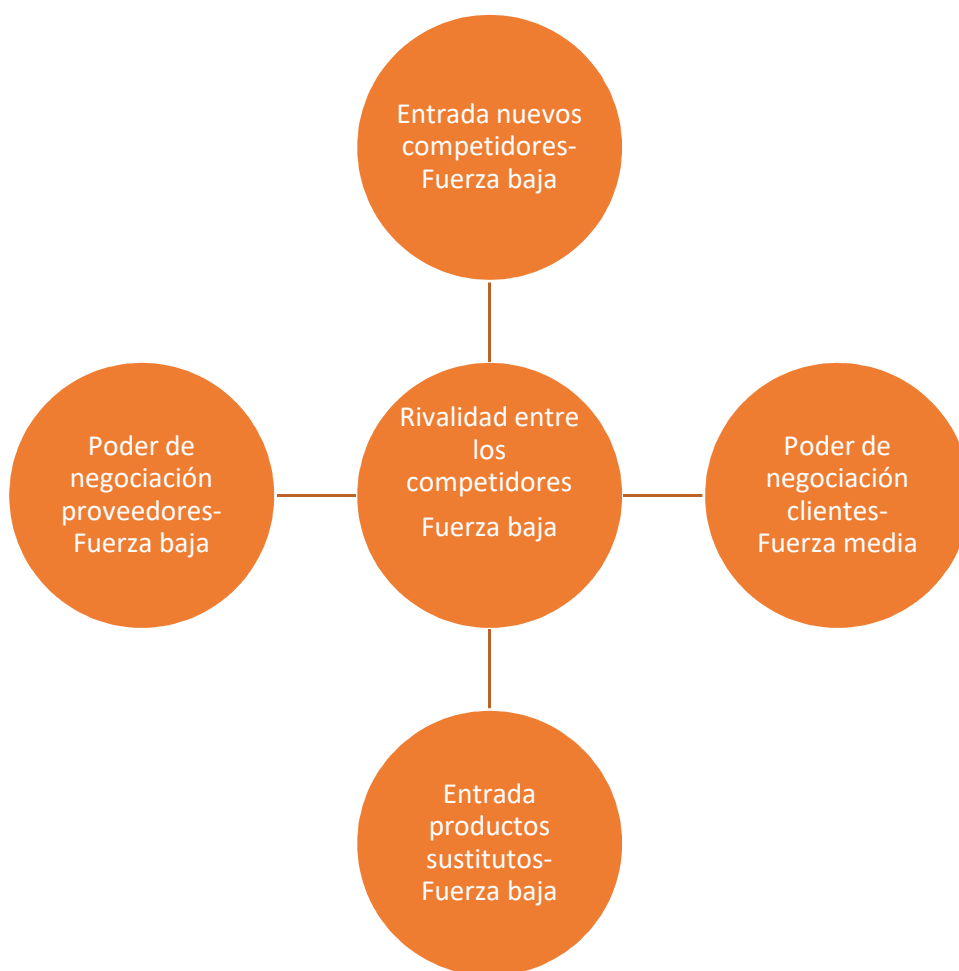 Entrada nuevos
competidores-
Fuerza baja
Poder de
negociación
proveedores-
Fuerza baja
Rivalidad entre
los
competidores
Fuerza baja
Poder de
negociación
clientes-
Fuerza media
Entrada
productos
sustitutos-
Fuerza baja